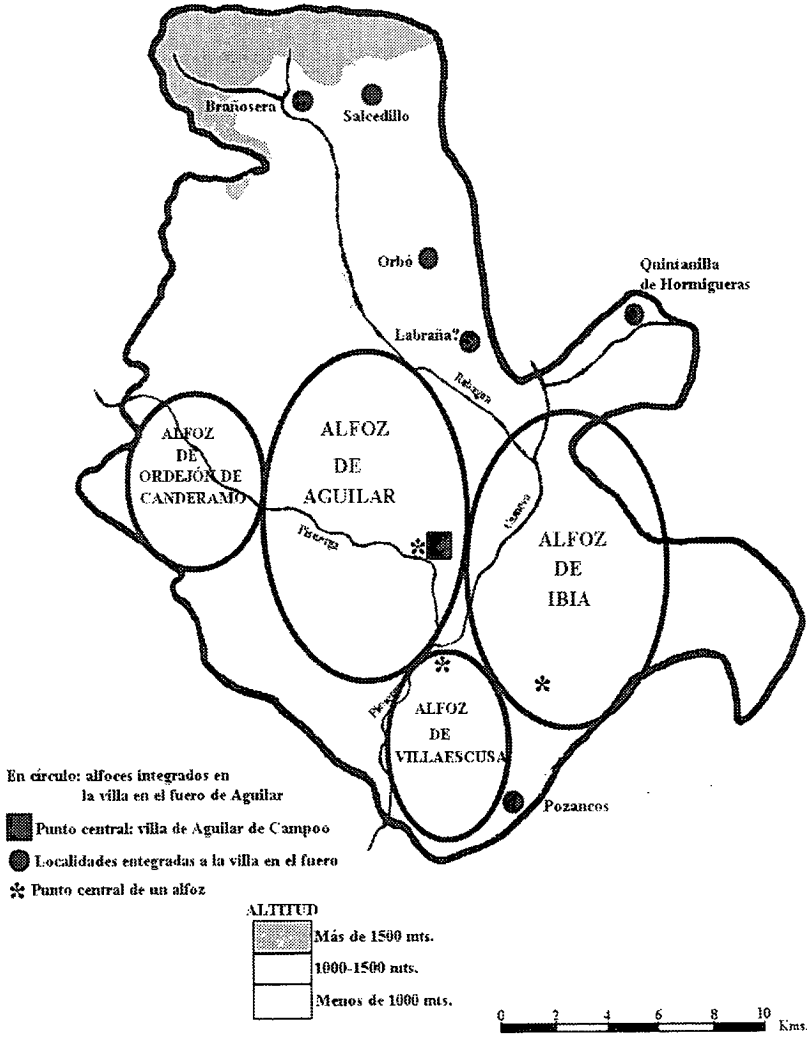 Brañosera
Salcedillo
Orbó
Quintanilla
de Hormigueras
Labraña?
Rubagon
ALFOZ
DE
ORDEJÓN DE
CANDERAMO
ALFOZ
DE
AGUILAR
Pisuerga
Camesa
ALFOZ
DE
IBIA
Pisuerga
ALFOZ
DE
VILLAESCUSA
Pozancos
En círculo: alfoces integrados en
la villa en el fuero de Aguilar
Punto central: villa de Aguilar de Campoo
Localidades entegradas a la villa en el fuero
Punto central de un alfoz
ALTITUD
Más de 1500 mts.
1000-1500 mts.
Menos de 1000 mts.
0 2 4 6 8 10 Kms.